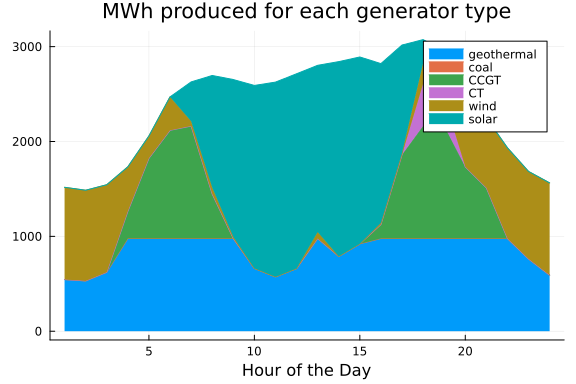 MWh produced for each generator type
3000
2000
1000
0
geothermal
coal
CCGT
CT
wind
solar
5 10 15 20
Hour of the Day